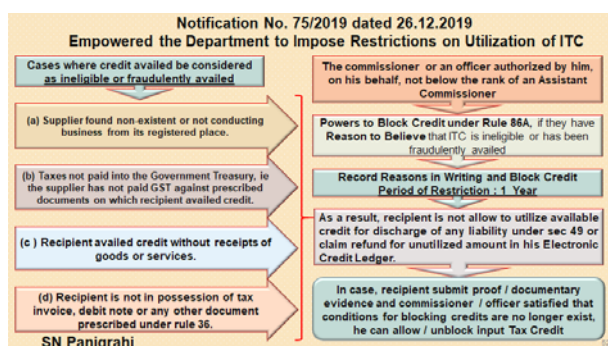 Notification No. 75/2019 dated 26.12.2019
Empowered the Department to Impose Restrictions on Utilization of ITC
Cases where credit availed be considered
as ineligible or fraudulently availed
(a) Supplier found non-existent or not conducting
business from its registered place.
(b) Taxes not paid into the Government Treasury, ie
the supplier has not paid GST against prescribed
documents on which recipient availed credit.
(c ) Recipient availed credit without receipts of
goods or services.
(d) Recipient is not in possession of tax
invoice, debit note or any other document
prescribed under rule 36.
SN Panigrahi
The commissioner or an officer authorized by him,
on his behalf, not below the rank of an Assistant
Commissioner
Powers to Block Credit under Rule 86A, if they have
Reason to Believe that ITC is ineligible or has been
fraudulently availed
Record Reasons in Writing and Block Credit
Period of Restriction : 1 Year
As a result, recipient is not allow to utilize available
credit for discharge of any liability under sec 49 or
claim refund for unutilized amount in his Electronic
Credit Ledger.
In case, recipient submit proof / documentary
evidence and commissioner / officer satisfied that
conditions for blocking credits are no longer exist,
he can allow / unblock input Tax Credit